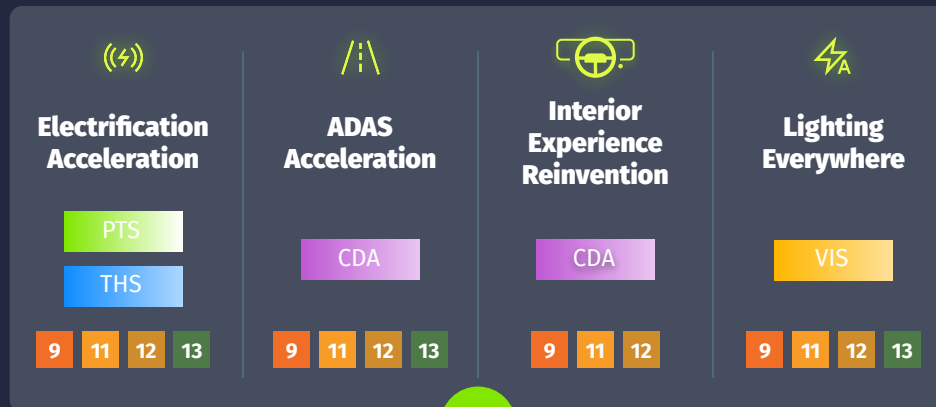 Electrification
Acceleration
PTS
THS
9 11 12 13
ADAS
Acceleration
CDA
9 11 12 13
Interior
Experience
Reinvention
CDA
9 11 12
A
Lighting
Everywhere
VIS
9 11 12 13